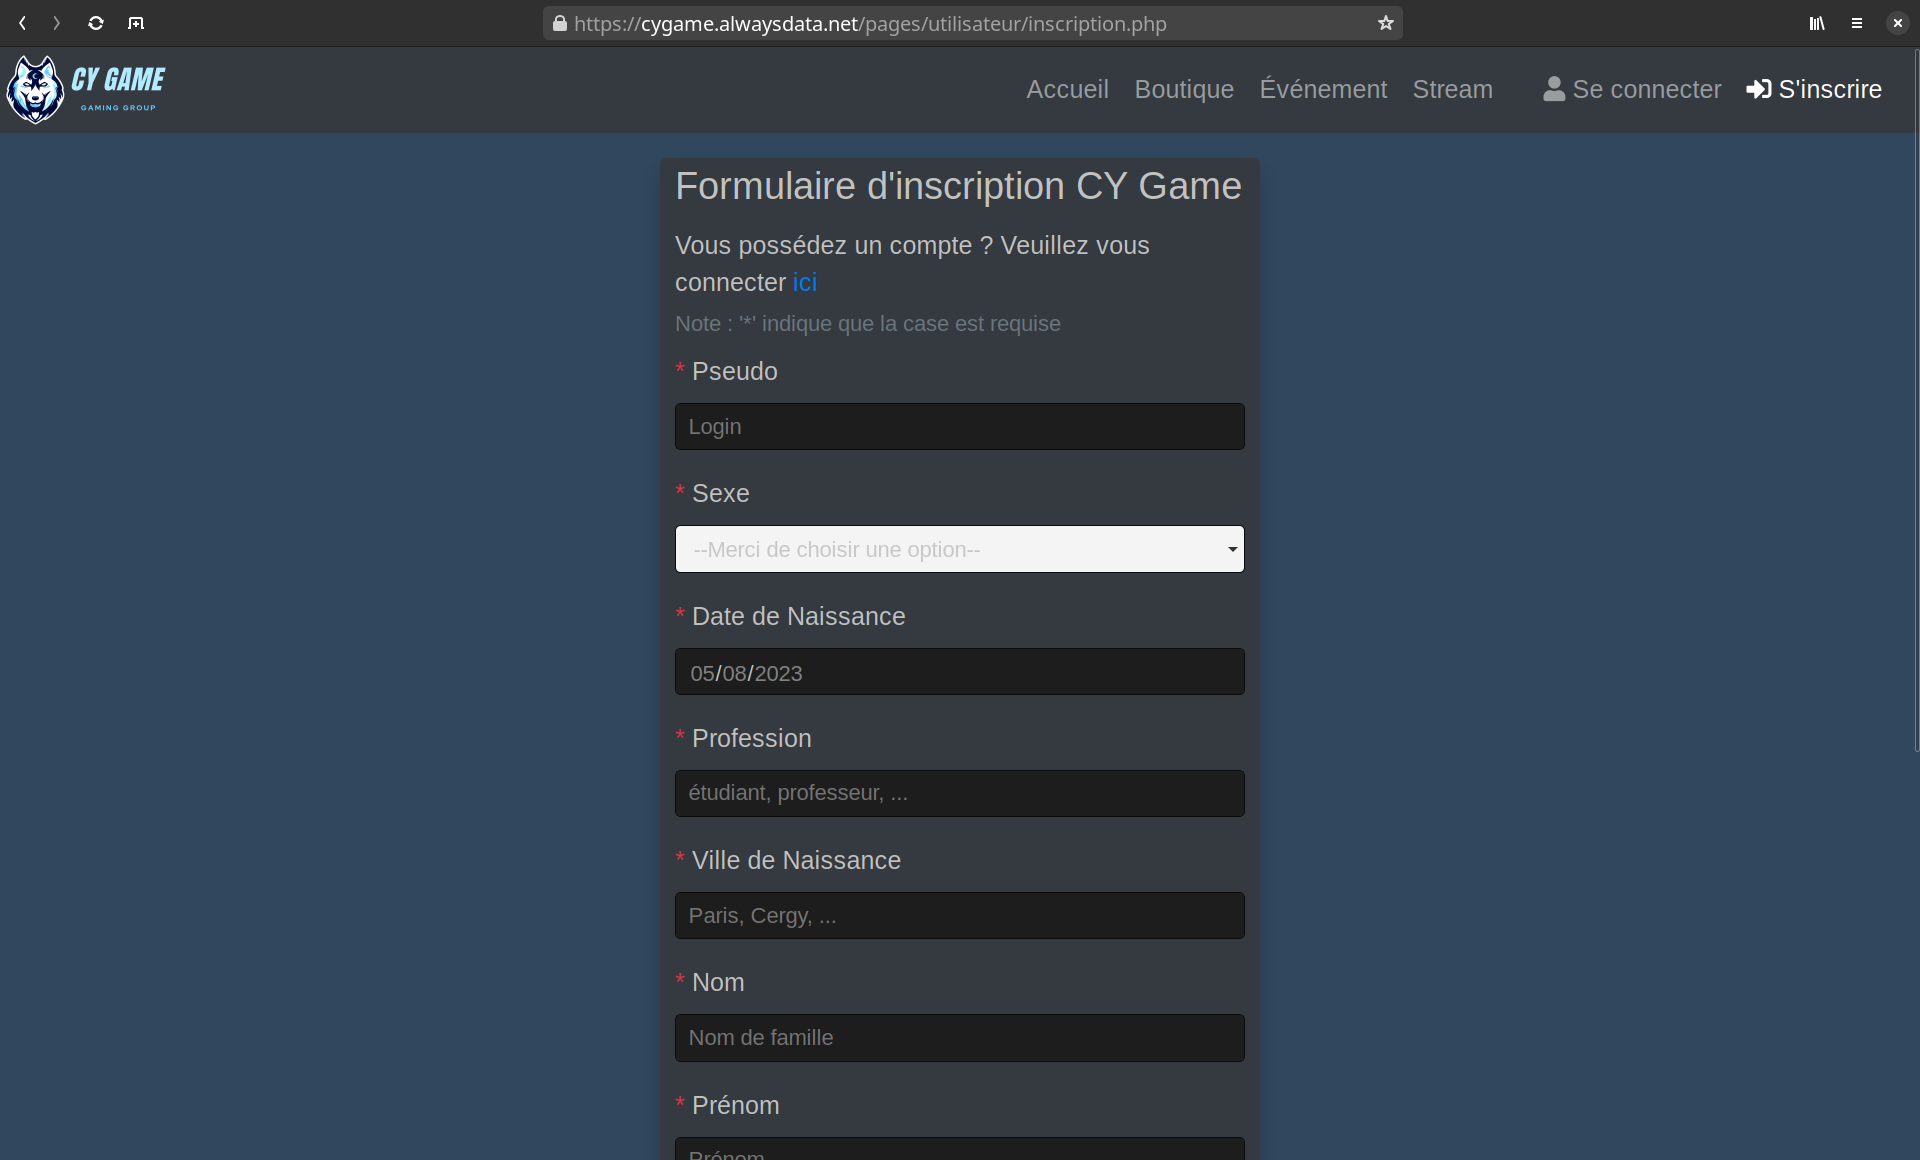 https://cygame.alwaysdata.net/pages/utilisateur/inscription.php
CY GAME
GAMING GROUP
Accueil Boutique Événement Stream Se connecter S'inscrire
Formulaire d'inscription CY Game
Vous possédez un compte ? Veuillez vous
connecter ici
Note : '*' indique que la case est requise
* Pseudo
Login
* Sexe
--Merci de choisir une option--
* Date de Naissance
05/08/2023
* Profession
étudiant, professeur, ...
* Ville de Naissance
Paris, Cergy, ...
* Nom
Nom de famille
* Prénom
Prénom